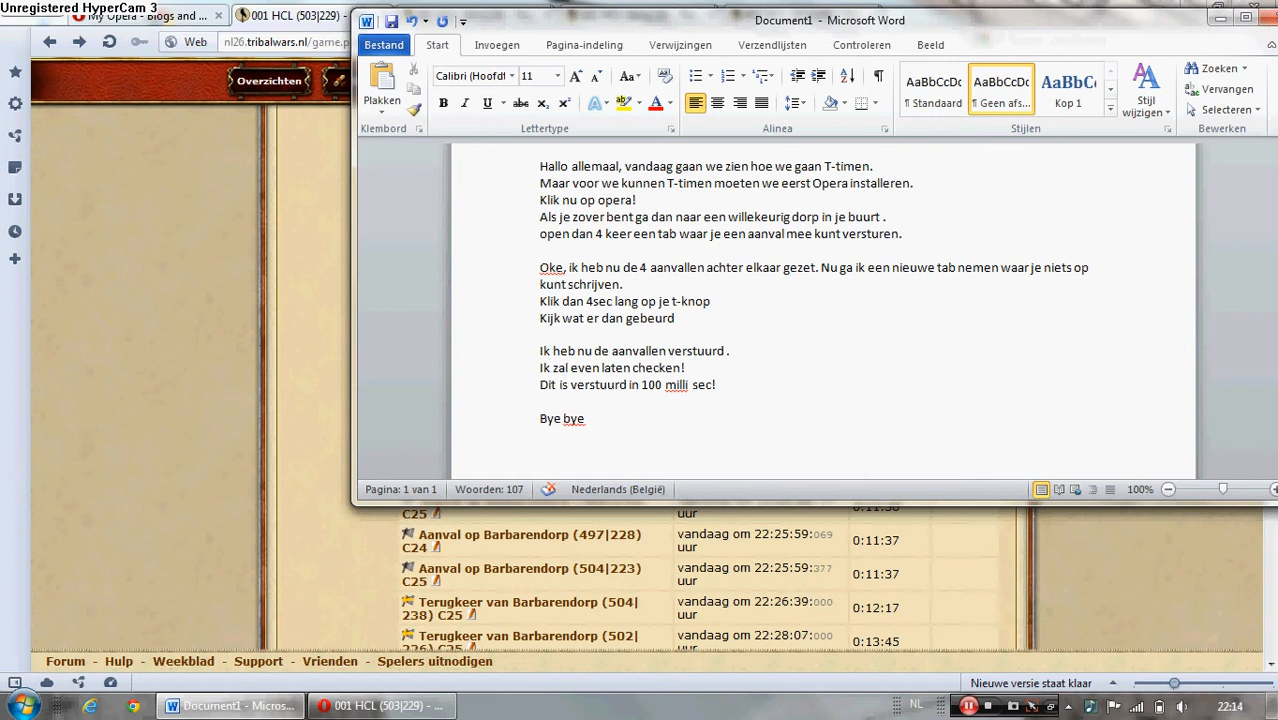 Unregistered HyperCam 3
My Opera - Blogs and ...
001 HCL (503|229) - ...
Document1 - Microsoft Word
Bestand Start Invoegen Pagina-indeling Verwijzigen Verzendlijsten Controleren Beeld
Web nl26.tribalwars.nl/game.p
Overzichten
Plakken
Klembord
Calibri (Hoofdt 11
Lettertype
Alinea
AaBbCcDc AaBbCcDc AaBbCc
¶ Standaard ¶ Geen afs... Kop 1
Stijl wijzigen
Stijlen
Zoeken
Vervangen
Selecteren
Bewerken
Hallo allemaal, vandaag gaan we zien hoe we gaan T-timen.
Maar voor we kunnen T-timen moeten we eerst Opera installeren.
Klik nu op opera!
Als je zover bent ga dan naar een willekeurig dorp in je buurt .
open dan 4 keer een tab waar je een aanval mee kunt versturen.
Oke, ik heb nu de 4 aanvallen achter elkaar gezet. Nu ga ik een nieuwe tab nemen waar je niets op
kunt schrijven.
Klik dan 4sec lang op je t-knop
Kijk wat er dan gebeurd
Ik heb nu de aanvallen verstuurd .
Ik zal even laten checken!
Dit is verstuurd in 100 milli sec!
Bye bye
Pagina: 1 van 1 Woorden: 107 Nederlands (België) 100%
C25 uur
Aanval op Barbarendorp (497|228) vandaag om 22:25:59:069 0:11:37
C24 uur
Aanval op Barbarendorp (504|223) vandaag om 22:25:59:377 0:11:37
C25 uur
Terugkeer van Barbarendorp (504| vandaag om 22:26:39:000 0:12:17
238) C25 uur
Terugkeer van Barbarendorp (502| vandaag om 22:28:07:000 0:13:45
Forum - Hulp - Weekblad - Support - Vrienden - Spelers uitnodigen
Nieuwe versie staat klaar
Document1 - Micros... 001 HCL (503|229) - ... NL 22:14